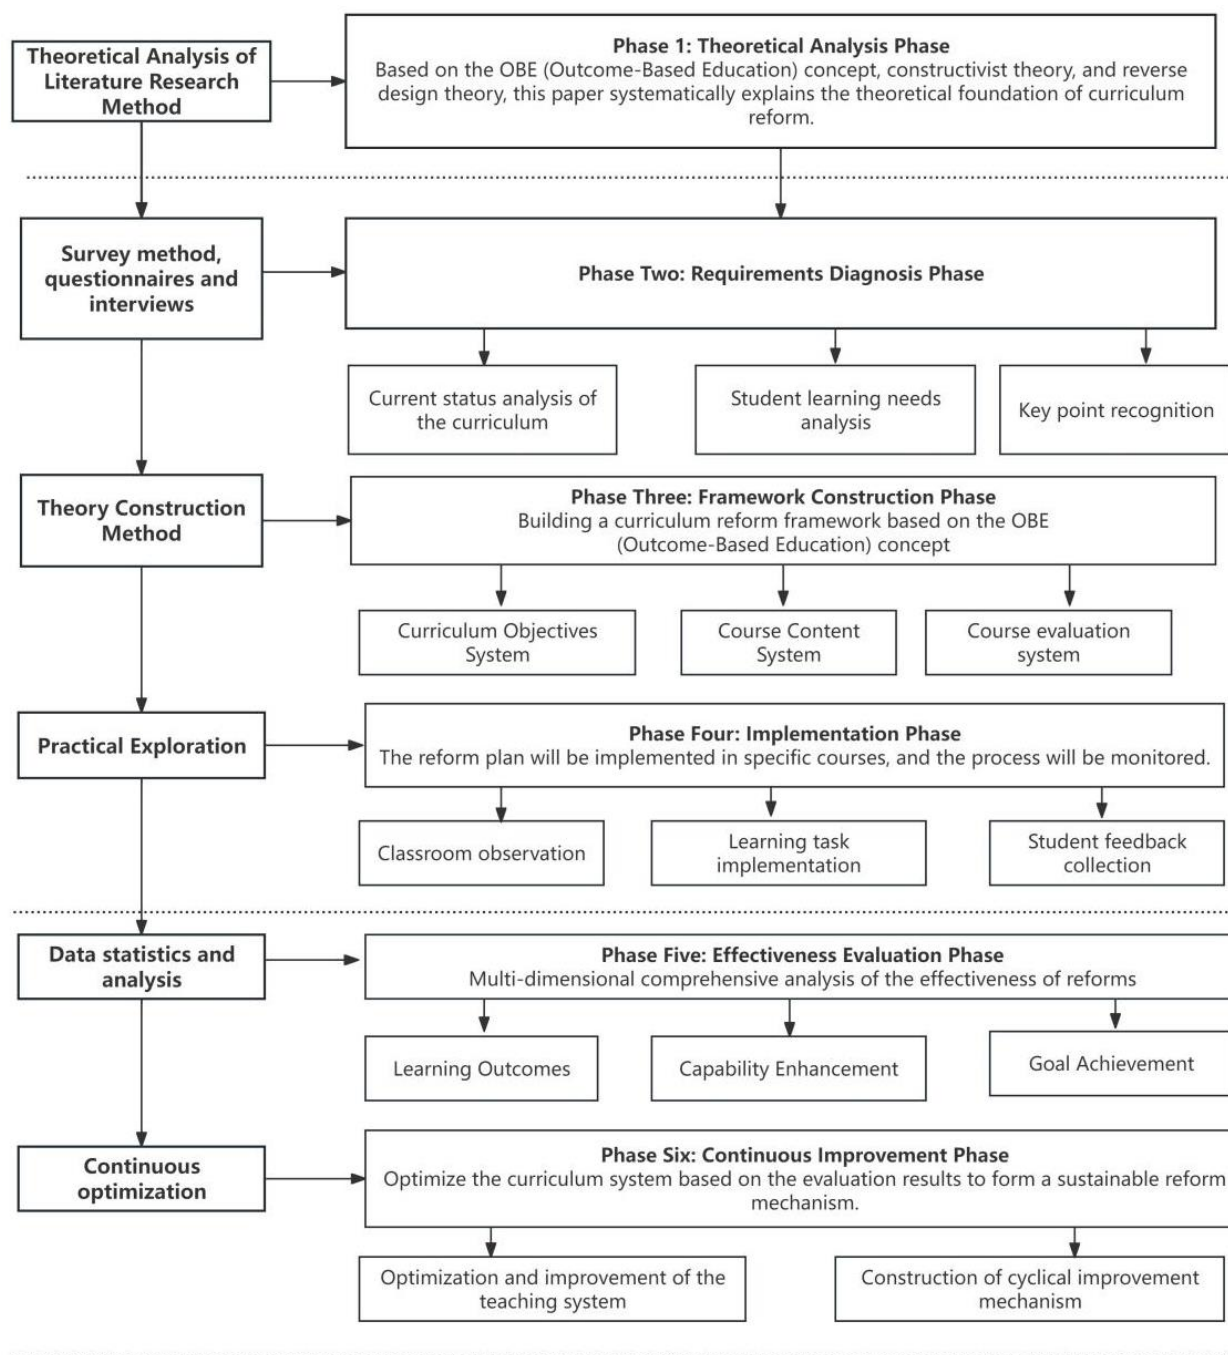 Theoretical Analysis of
Literature Research
Method
Phase 1: Theoretical Analysis Phase
Based on the OBE (Outcome-Based Education) concept, constructivist theory, and reverse
design theory, this paper systematically explains the theoretical foundation of curriculum
reform.
Survey method,
questionnaires and
interviews
Phase Two: Requirements Diagnosis Phase
Current status analysis of
the curriculum
Student learning needs
analysis
Key point recognition
Theory Construction
Method
Phase Three: Framework Construction Phase
Building a curriculum reform framework based on the OBE
(Outcome-Based Education) concept
Curriculum Objectives
System
Course Content
System
Course evaluation
system
Practical Exploration
Phase Four: Implementation Phase
The reform plan will be implemented in specific courses, and the process will be monitored.
Classroom observation
Learning task
implementation
Student feedback
collection
Data statistics and
analysis
Phase Five: Effectiveness Evaluation Phase
Multi-dimensional comprehensive analysis of the effectiveness of reforms
Learning Outcomes
Capability Enhancement
Goal Achievement
Continuous
optimization
Phase Six: Continuous Improvement Phase
Optimize the curriculum system based on the evaluation results to form a sustainable reform
mechanism.
Optimization and improvement of the
teaching system
Construction of cyclical improvement
mechanism